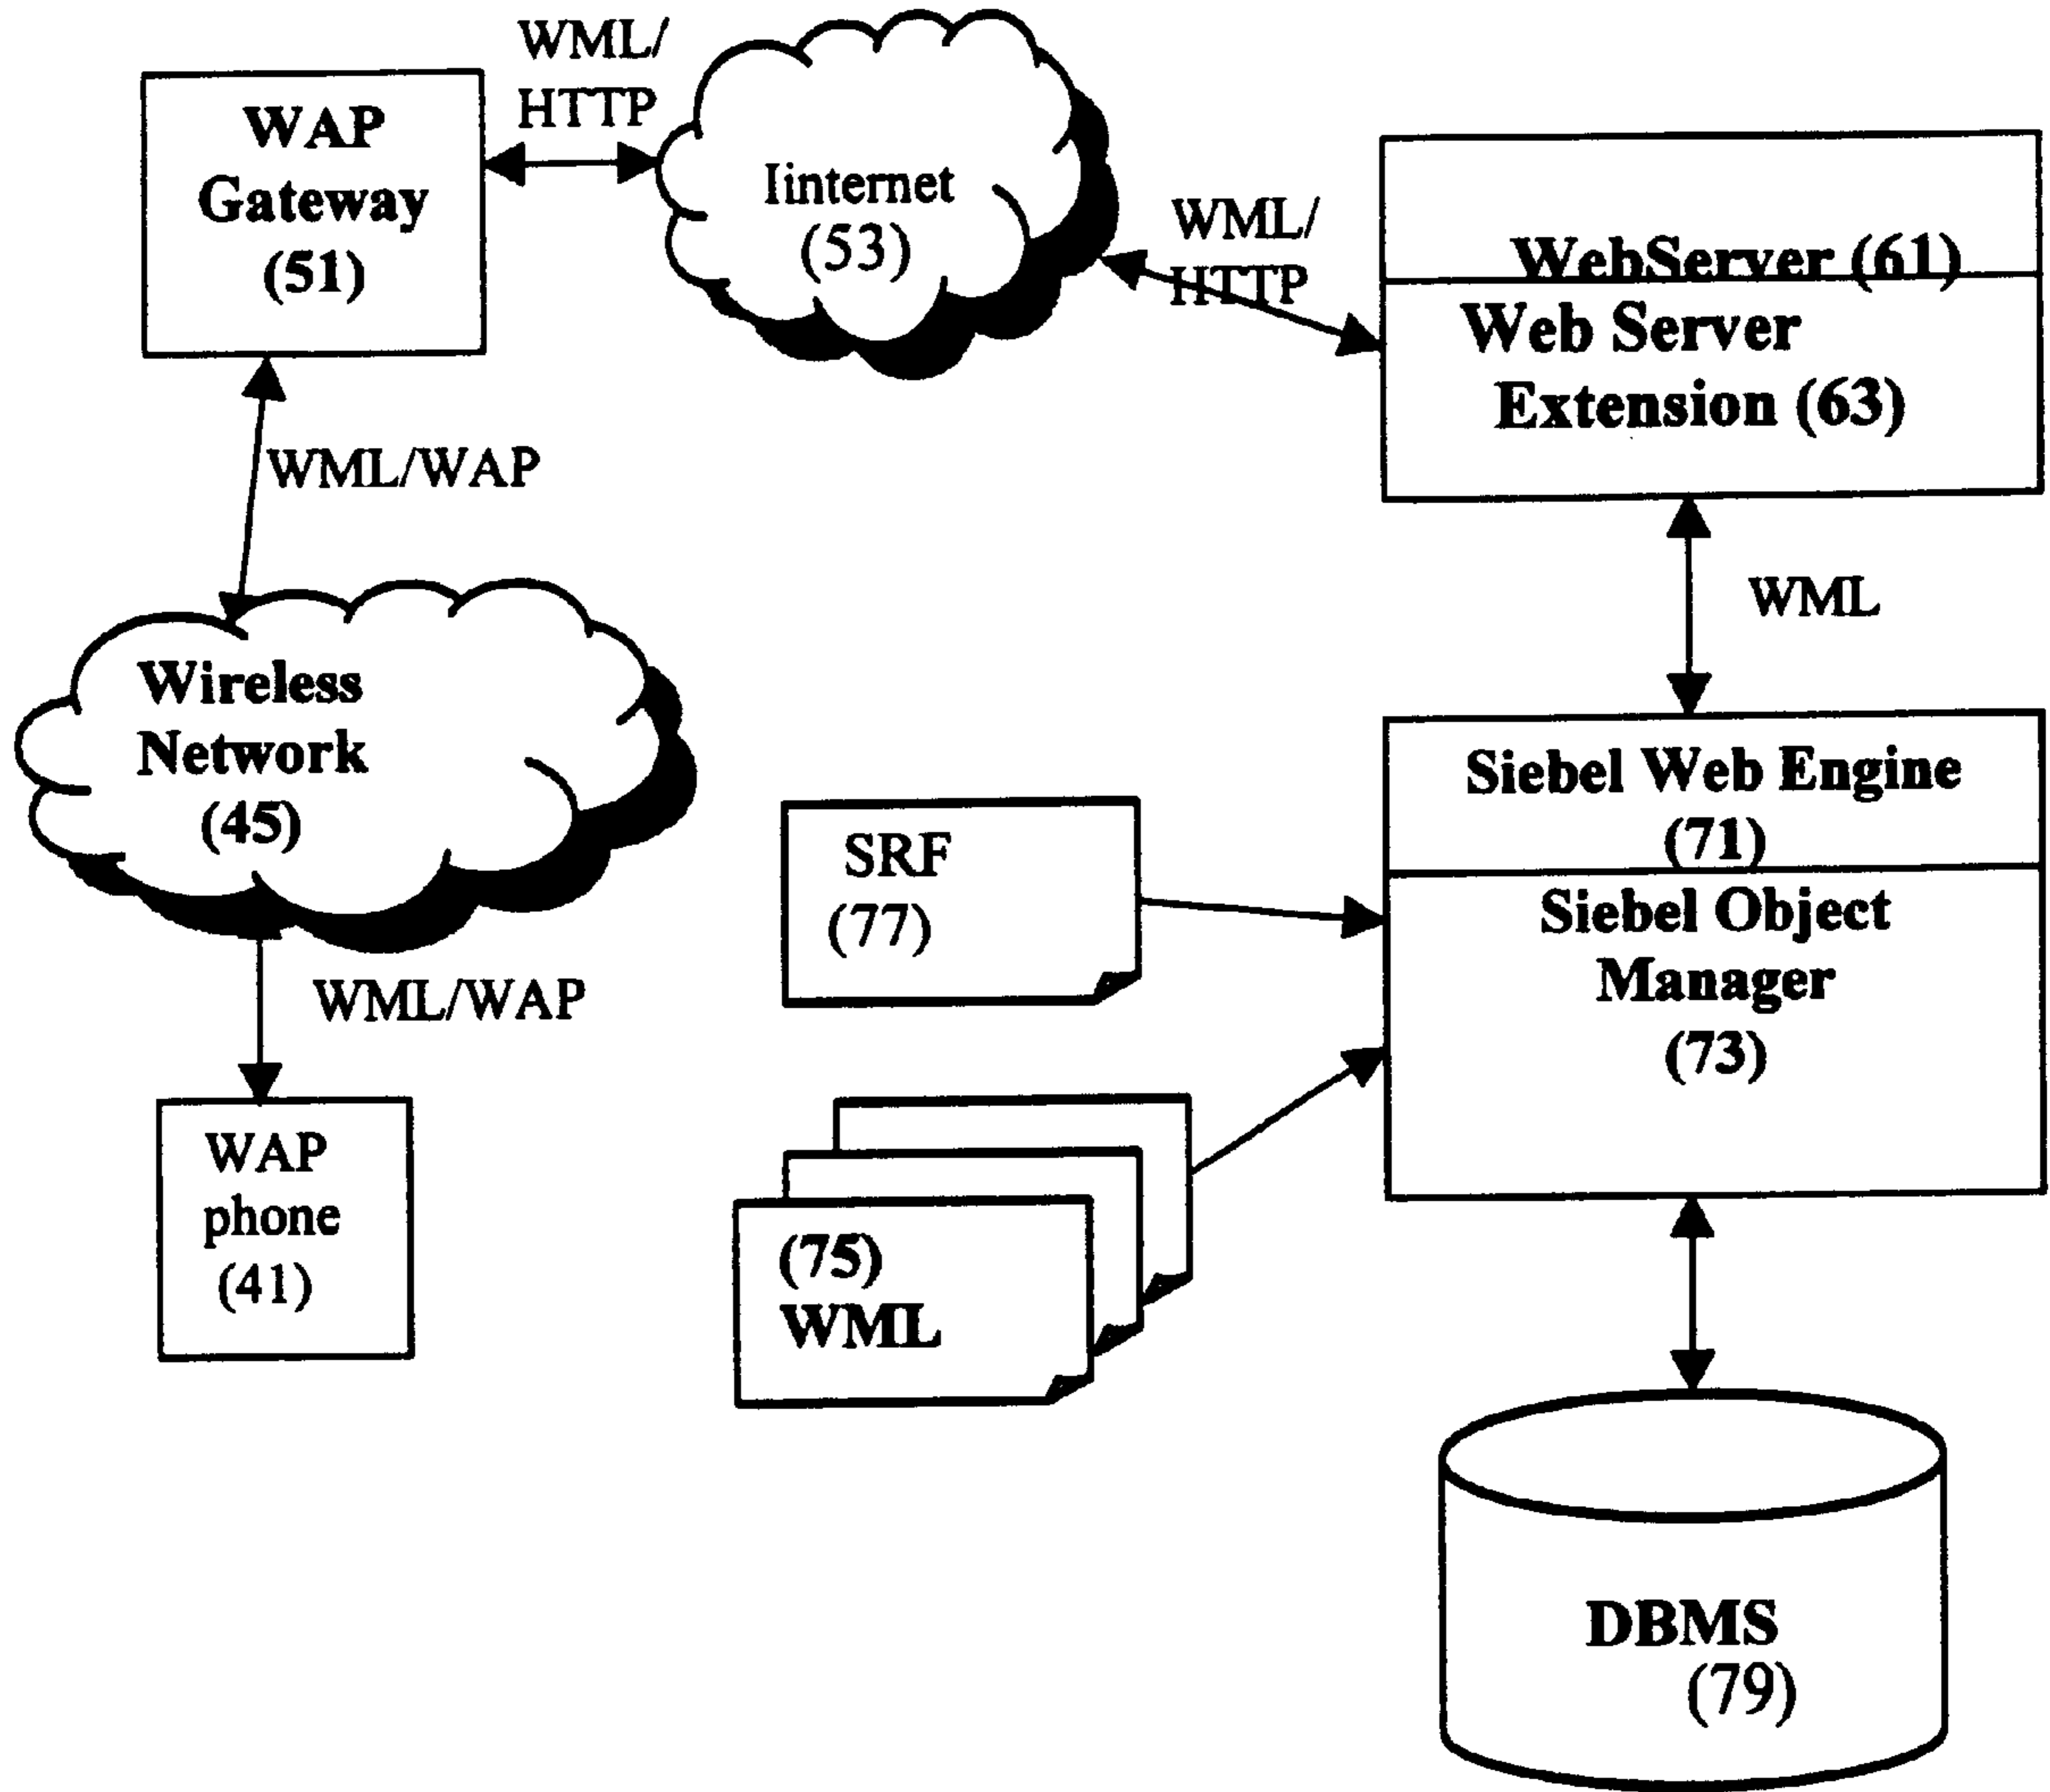 WML/
HTTP
WAP
Gateway
(51)
Iinternet
(53)
WML/
HTTP
WebServer (61)
Web Server
Extension (63)
WML/WAP
WML
Wireless
Network
(45)
Siebel Web Engine
(71)
SRF
(77)
Siebel Object
Manager
(73)
WML/WAP
WAP
phone
(41)
(75)
WML
DBMS
(79)